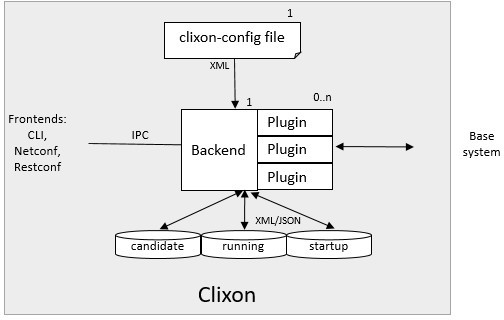 1
clixon-config file
XML
1
0..n
Frontends:
CLI,
Netconf,
Restconf
IPC
Backend
Plugin
Plugin
Plugin
Base
system
XML/JSON
candidate
running
startup
Clixon